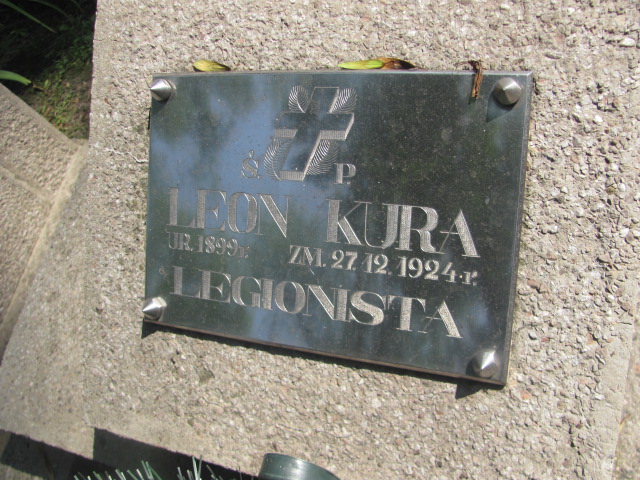 Ś. P.
LEON KURA
UR. 1899 r. ZM. 27. 12. 1924 r.
LEGIONISTA